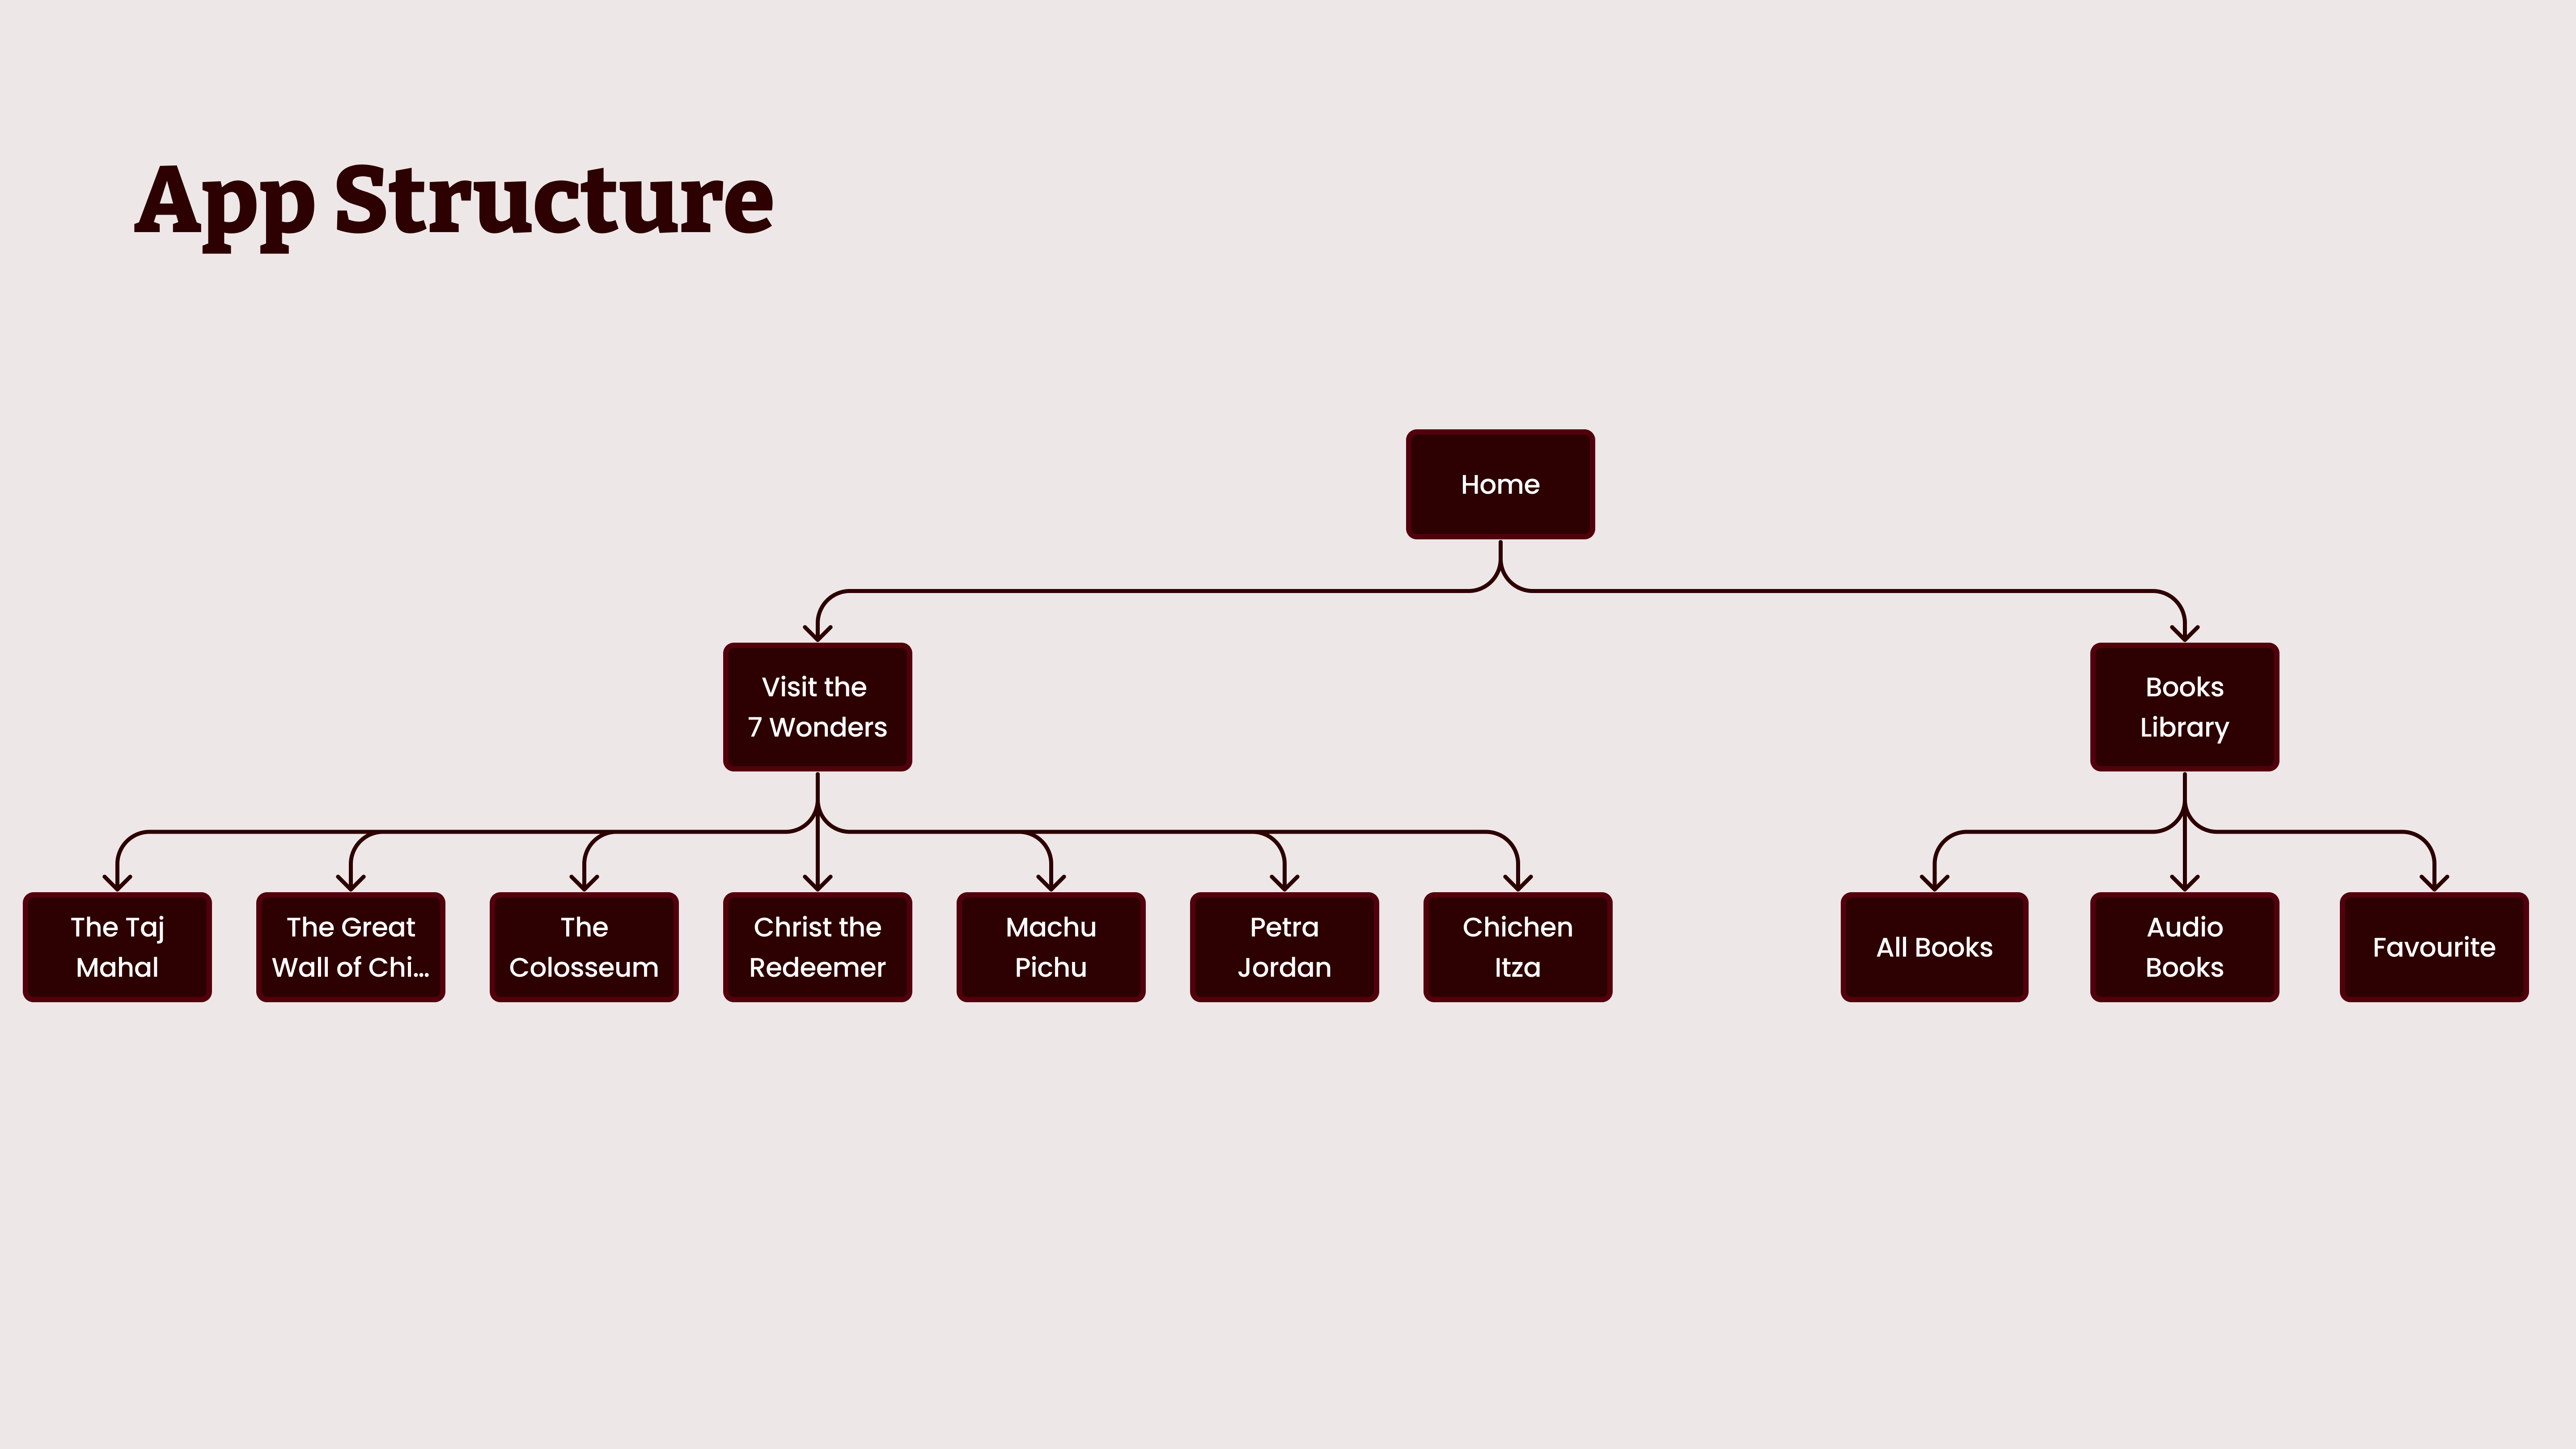 App Structure
Home
Visit the
7 Wonders
Books
Library
The Taj
Mahal
The Great
Wall of Chi...
The
Colosseum
Christ the
Redeemer
Machu
Pichu
Petra
Jordan
Chichen
Itza
All Books
Audio
Books
Favourite